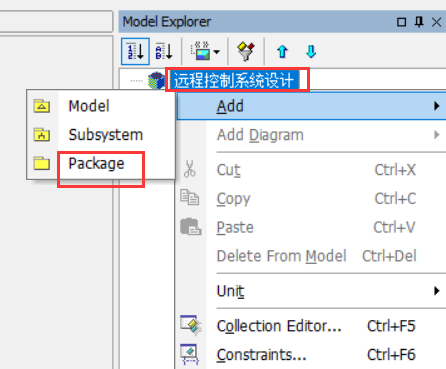 Model Explorer
远程控制系统设计
Model
Subsystem
Package
Add
Add Diagram
Cut Ctrl+X
Copy Ctrl+C
Paste Ctrl+V
Delete From Model Ctrl+Del
Unit
Collection Editor... Ctrl+F5
Constraints... Ctrl+F6